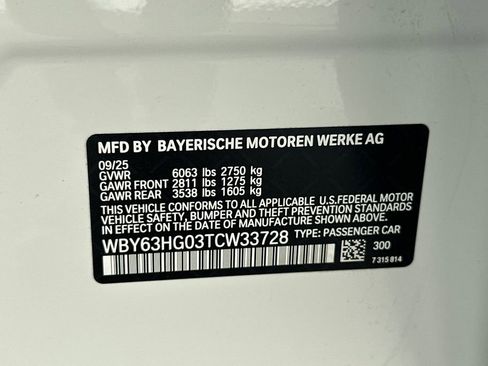 MFD BY BAYERISCHE MOTOREN WERKE AG
09/25
GVWR 6063 lbs 2750 kg
GAWR FRONT 2811 lbs 1275 kg
GAWR REAR 3538 lbs 1605 kg
THIS VEHICLE CONFORMS TO ALL APPLICABLE U.S.FEDERAL MOTOR
VEHICLE SAFETY, BUMPER, AND THEFT PREVENTION STANDARDS
IN EFFECT ON THE DATE OF MANUFACTURE SHOWN ABOVE.
WBY63HG03TCW33728 TYPE: PASSENGER CAR
300
7 315 814